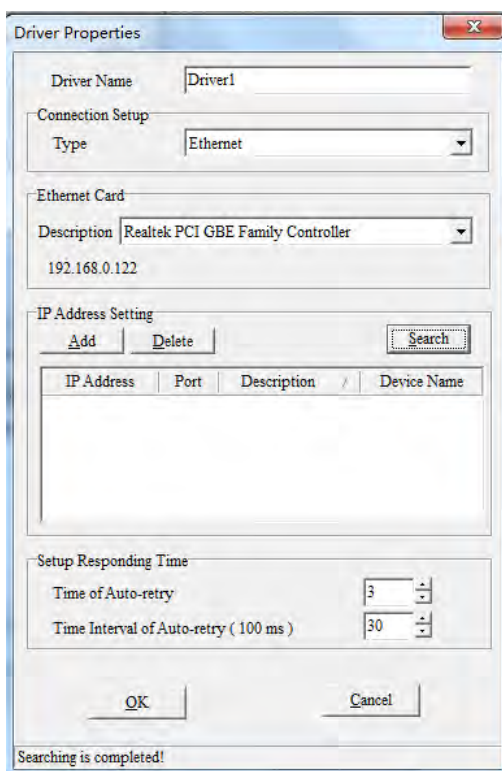 Driver Properties
Driver Name Driver1
Connection Setup
Type Ethernet
Ethernet Card
Description Realtek PCI GBE Family Controller
192.168.0.122
IP Address Setting
Add Delete Search
IP Address Port Description / Device Name
Setup Responding Time
Time of Auto-retry 3
Time Interval of Auto-retry ( 100 ms ) 30
OK Cancel
Searching is completed!